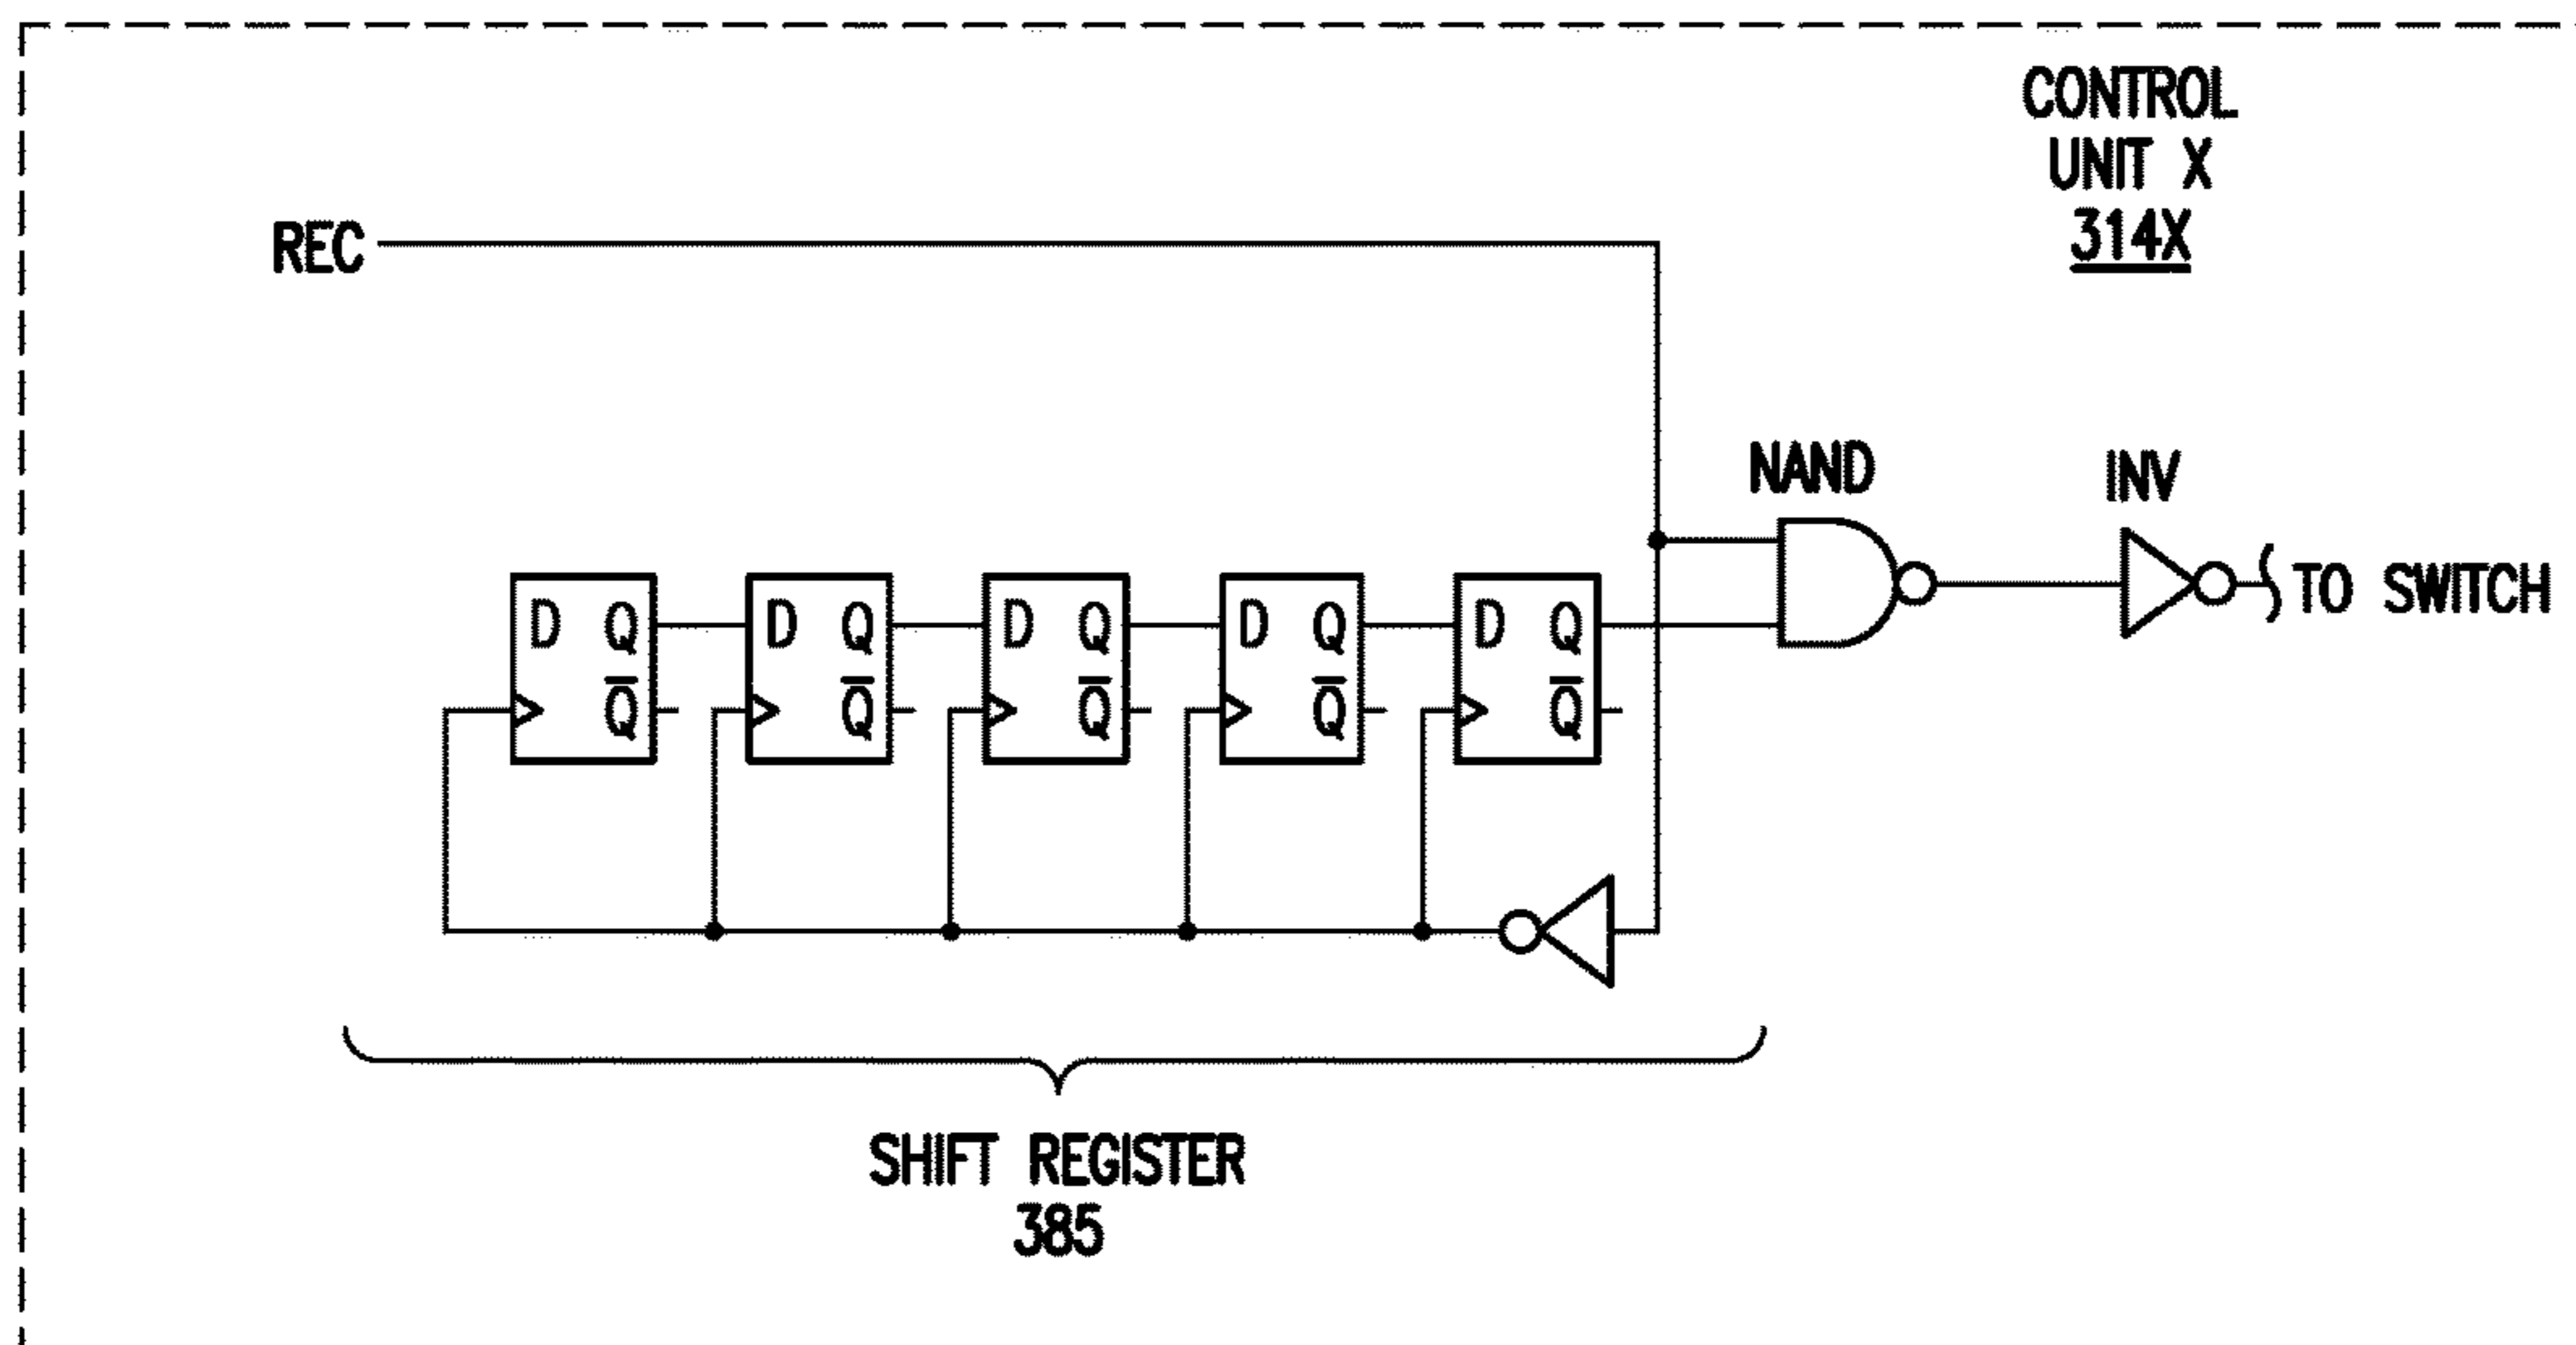 CONTROL
UNIT X
314X
REC
NAND
INV
TO SWITCH
D Q D Q D Q D Q D Q
Q̅ Q̅ Q̅ Q̅ Q̅
SHIFT REGISTER
385